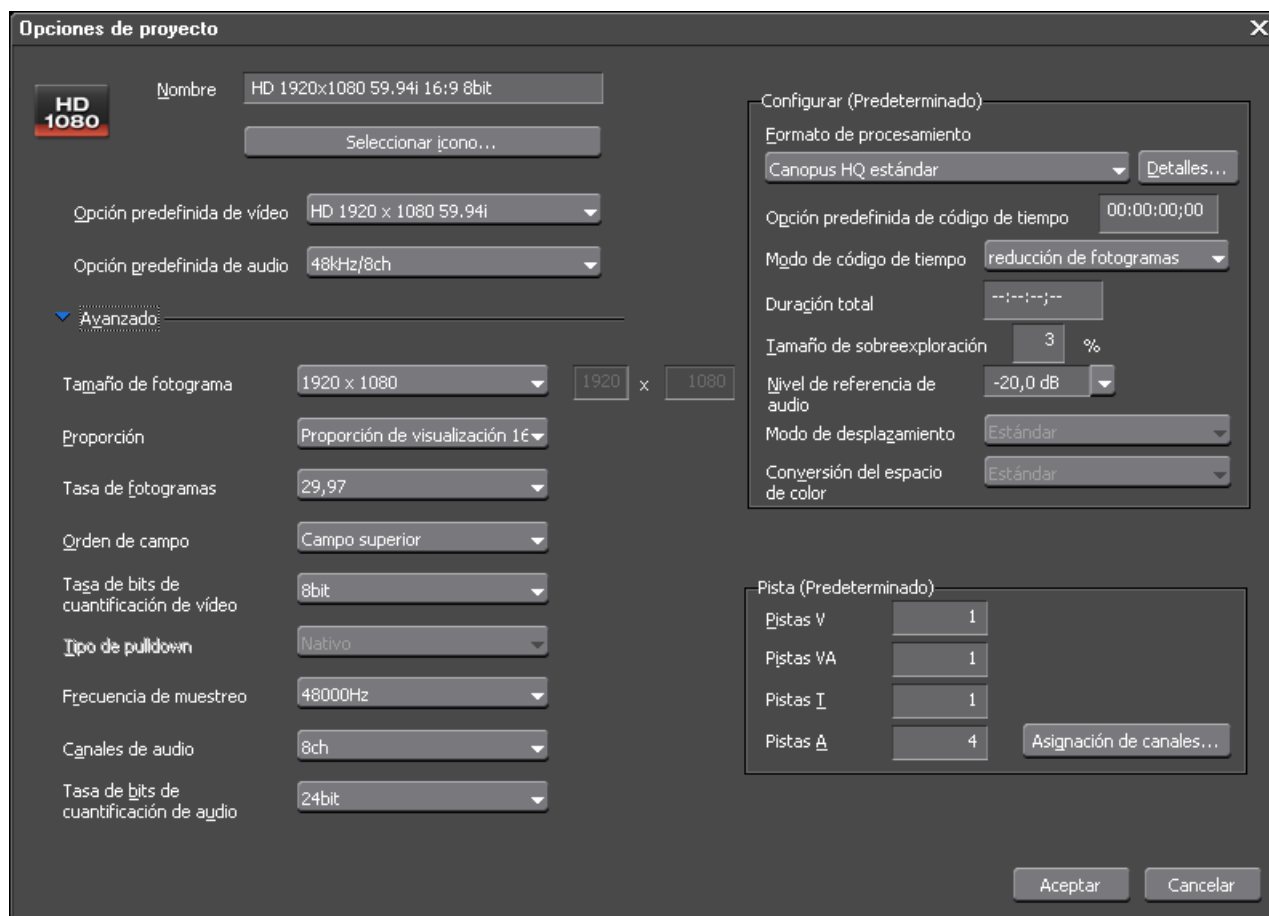 Opciones de proyecto
HD
1080
Nombre
HD 1920x1080 59.94i 16:9 8bit
Seleccionar icono...
Opción predefinida de vídeo
HD 1920 x 1080 59.94i
Opción predefinida de audio
48kHz/8ch
Avanzado
Tamaño de fotograma
1920 x 1080
1920 x 1080
Proporción
Proporción de visualización 16
Tasa de fotogramas
29,97
Orden de campo
Campo superior
Tasa de bits de
cuantificación de vídeo
8bit
Tipo de pulldown
Nativo
Frecuencia de muestreo
48000Hz
Canales de audio
8ch
Tasa de bits de
cuantificación de audio
24bit
Configurar (Predeterminado)
Formato de procesamiento
Canopus HQ estándar
Detalles...
Opción predefinida de código de tiempo
00:00:00;00
Modo de código de tiempo
reducción de fotogramas
Duración total
--:--:--;--
Tamaño de sobreexploración
3 %
Nivel de referencia de
audio
-20,0 dB
Modo de desplazamiento
Estándar
Conversión del espacio
de color
Estándar
Pista (Predeterminado)
Pistas V
1
Pistas VA
1
Pistas T
1
Pistas A
4
Asignación de canales...
Aceptar
Cancelar